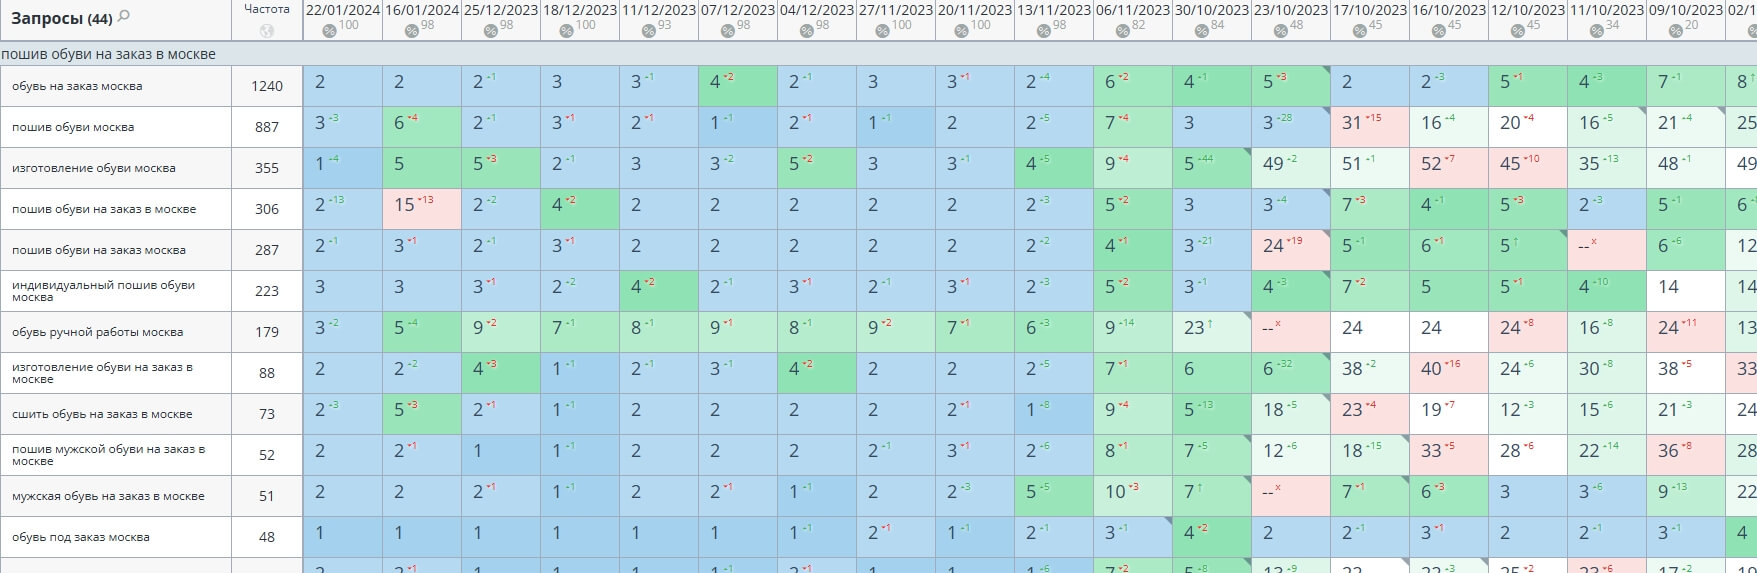 Запросы (44) Частота 22/01/2024 16/01/2024 25/12/2023 18/12/2023 11/12/2023 07/12/2023 04/12/2023 27/11/2023 20/11/2023 13/11/2023 06/11/2023 30/10/2023 23/10/2023 17/10/2023 16/10/2023 12/10/2023 11/10/2023 09/10/2023 02/1
% 100 % 98 % 98 % 100 % 93 % 98 % 98 % 100 % 100 % 98 % 82 % 84 % 48 % 45 % 45 % 45 % 34 % 20 %
пошив обуви на заказ в москве
обувь на заказ москва 1240 2 2 2 +1 3 3 +1 4 -2 2 +1 3 3 -1 2 +4 6 -2 4 +1 5 -3 2 2 +3 5 -1 4 +3 7 +1 8 ↑
пошив обуви москва 887 3 +3 6 -4 2 +1 3 -1 2 -1 1 +1 2 -1 1 +1 2 2 +5 7 -4 3 3 +28 31 -15 16 +4 20 -4 16 +5 21 +4 25
изготовление обуви москва 355 1 +4 5 5 -3 2 +1 3 3 +2 5 -2 3 3 +1 4 +5 9 -4 5 +44 49 +2 51 +1 52 -7 45 -10 35 +13 48 +1 49
пошив обуви на заказ в москве 306 2 +13 15 -13 2 +2 4 -2 2 2 2 2 2 2 +3 5 -2 3 3 +4 7 -3 4 +1 5 -3 2 +3 5 +1 6
пошив обуви на заказ москва 287 2 +1 3 -1 2 +1 3 -1 2 2 2 2 2 2 +2 4 -1 3 +21 24 -19 5 +1 6 -1 5 ↑ -- x 6 +6 12
индивидуальный пошив обуви
москва 223 3 3 3 -1 2 +2 4 -2 2 +1 3 -1 2 +1 3 -1 2 +3 5 -2 3 +1 4 +3 7 -2 5 5 -1 4 +10 14 14
обувь ручной работы москва 179 3 +2 5 +4 9 -2 7 +1 8 +1 9 -1 8 +1 9 -2 7 -1 6 +3 9 +14 23 ↑ -- x 24 24 24 -8 16 +8 24 -11 13
изготовление обуви на заказ в
москве 88 2 2 +2 4 -3 1 +1 2 +1 3 +1 4 -2 2 2 2 +5 7 -1 6 6 +32 38 +2 40 -16 24 +6 30 +8 38 -5 33
сшить обувь на заказ в москве 73 2 +3 5 -3 2 -1 1 +1 2 2 2 2 2 -1 1 +8 9 -4 5 +13 18 +5 23 -4 19 -7 12 +3 15 +6 21 +3 24
пошив мужской обуви на заказ в
москве 52 2 2 -1 1 1 +1 2 2 2 2 +1 3 -1 2 +6 8 -1 7 +5 12 +6 18 +15 33 -5 28 -6 22 +14 36 -8 28
мужская обувь на заказ в москве 51 2 2 2 -1 1 +1 2 2 -1 1 +1 2 2 +3 5 +5 10 -3 7 ↑ -- x 7 -1 6 -3 3 3 +6 9 +13 22
обувь под заказ москва 48 1 1 1 1 1 1 1 +1 2 -1 1 +1 2 +1 3 +1 4 -2 2 2 +1 3 -1 2 2 +1 3 +1 4